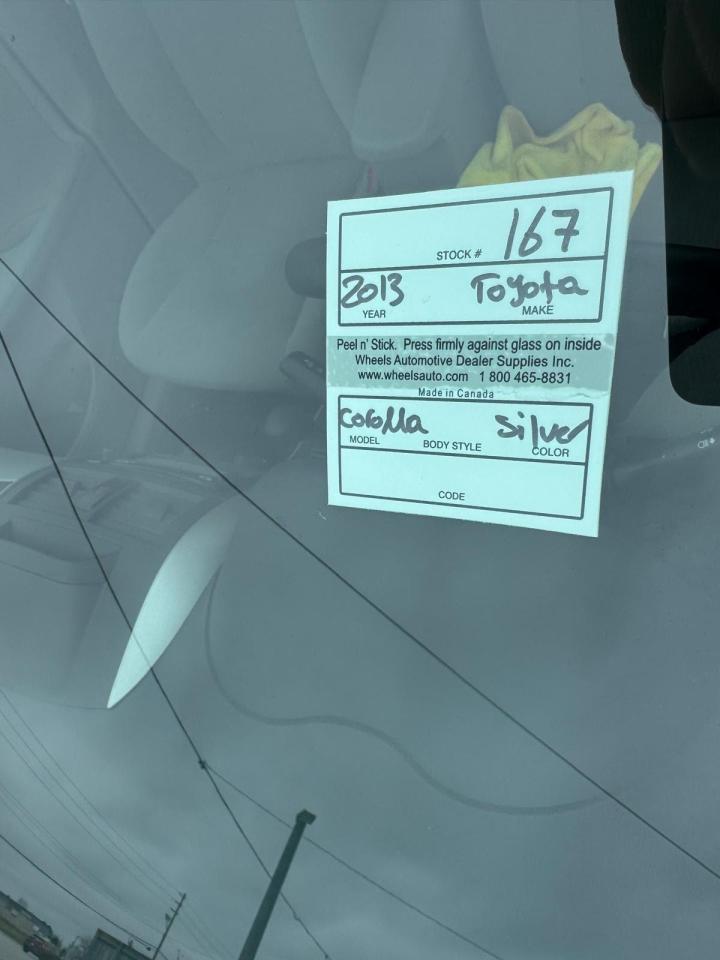 STOCK # 167
2013 Toyota
YEAR MAKE
Peel n' Stick. Press firmly against glass on inside
Wheels Automotive Dealer Supplies Inc.
www.wheelsauto.com 1 800 465-8831
Made in Canada
Corolla Silver
MODEL BODY STYLE COLOR
CODE